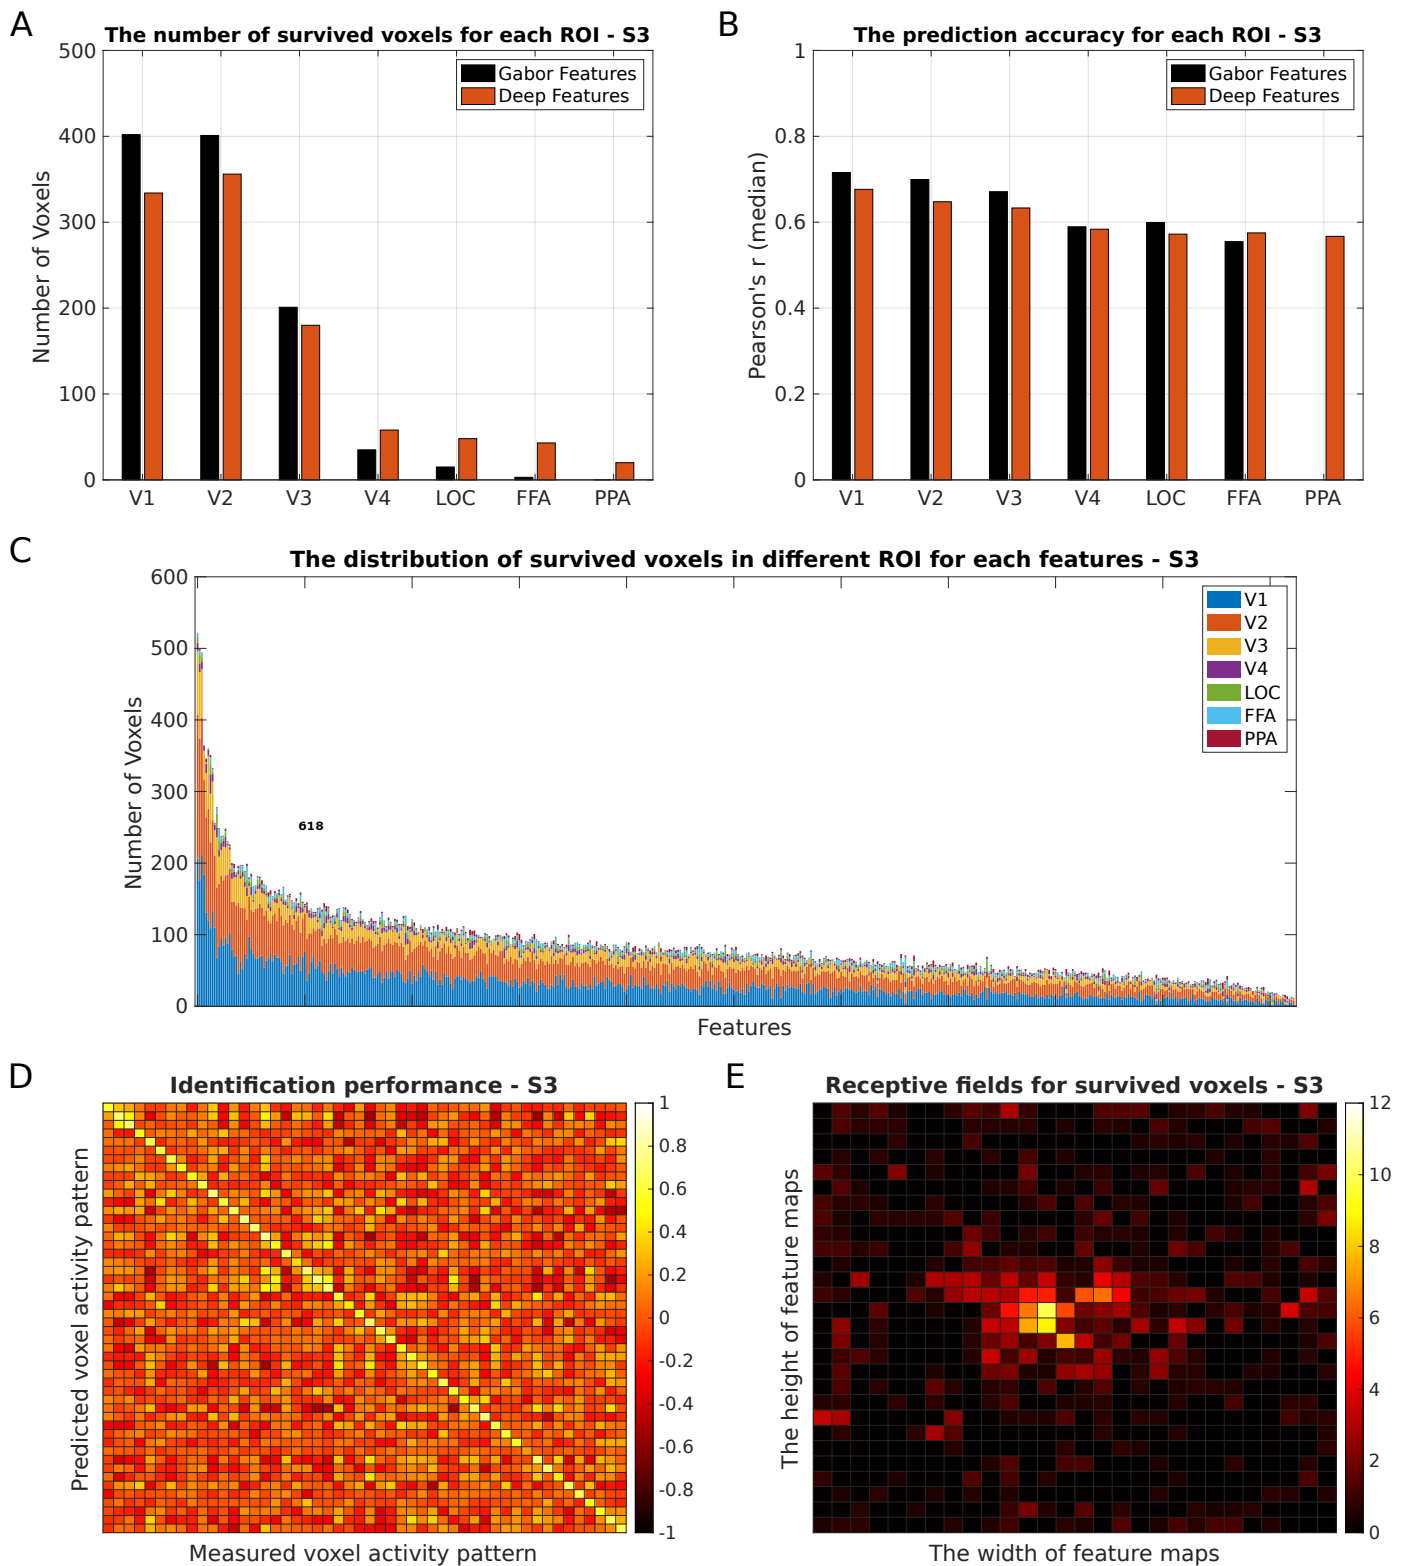 A
The number of survived voxels for each ROI - S3
500
400
300
200
100
0
Number of Voxels
Gabor Features
Deep Features
V1 V2 V3 V4 LOC FFA PPA
B
The prediction accuracy for each ROI - S3
1
0.8
0.6
0.4
0.2
0
Pearson's r (median)
Gabor Features
Deep Features
V1 V2 V3 V4 LOC FFA PPA
C
The distribution of survived voxels in different ROI for each features - S3
600
500
400
300
200
100
0
Number of Voxels
618
V1
V2
V3
V4
LOC
FFA
PPA
Features
D
Identification performance - S3
Predicted voxel activity pattern
Measured voxel activity pattern
1
0.8
0.6
0.4
0.2
0
-0.2
-0.4
-0.6
-0.8
-1
E
Receptive fields for survived voxels - S3
The height of feature maps
The width of feature maps
12
10
8
6
4
2
0